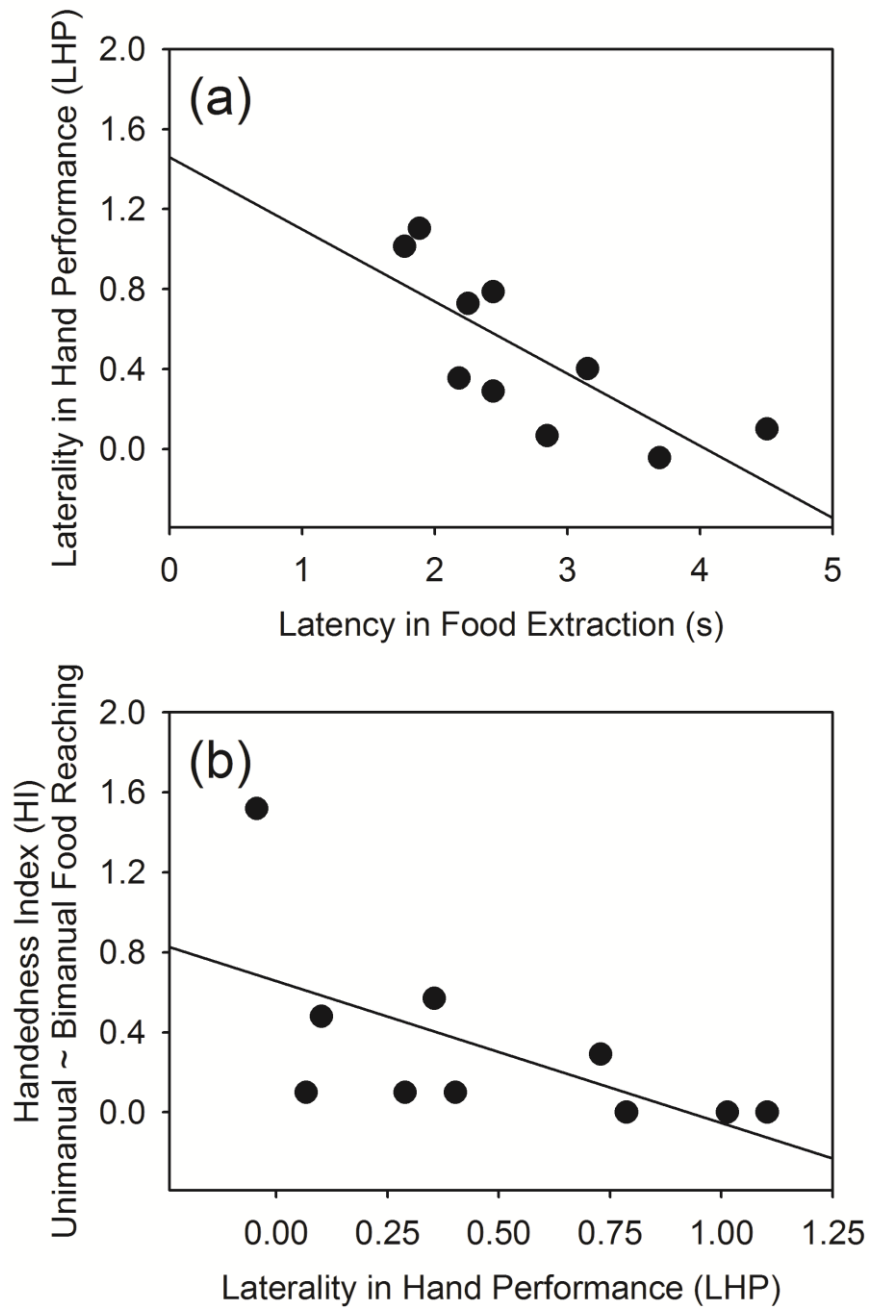 Laterality in Hand Performance (LHP)
(a)
2.0
1.6
1.2
0.8
0.4
0.0
0 1 2 3 4 5
Latency in Food Extraction (s)
Handedness Index (HI)
Unimanual ~ Bimanual Food Reaching
(b)
2.0
1.6
1.2
0.8
0.4
0.0
0.00 0.25 0.50 0.75 1.00 1.25
Laterality in Hand Performance (LHP)